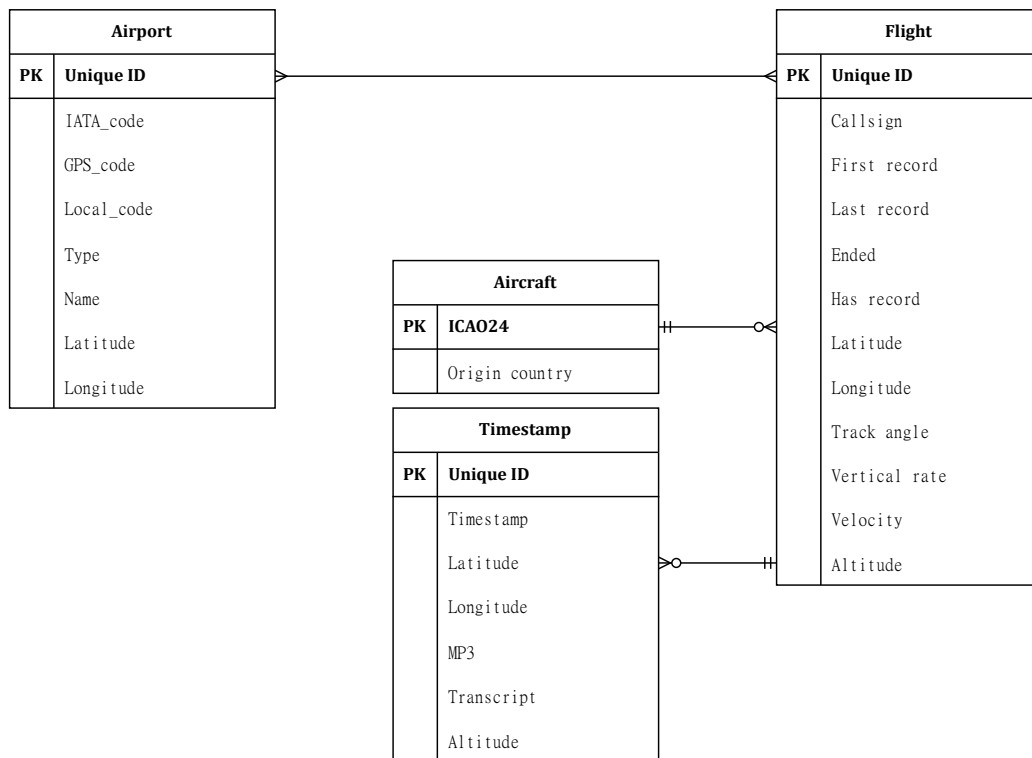 Airport
PK Unique ID
IATA_code
GPS_code
Local_code
Type
Name
Latitude
Longitude
Flight
PK Unique ID
Callsign
First record
Last record
Ended
Has record
Latitude
Longitude
Track angle
Vertical rate
Velocity
Altitude
Aircraft
PK ICAO24
Origin country
Timestamp
PK Unique ID
Timestamp
Latitude
Longitude
MP3
Transcript
Altitude